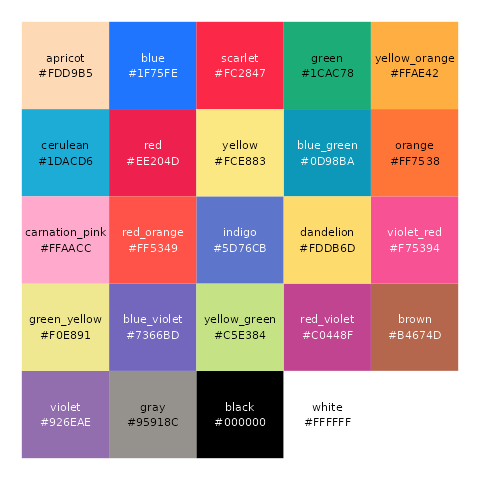 apricot
#FDD9B5
blue
#1F75FE
scarlet
#FC2847
green
#1CAC78
yellow_orange
#FFAE42
cerulean
#1DACD6
red
#EE204D
yellow
#FCE883
blue_green
#0D98BA
orange
#FF7538
carnation_pink
#FFAACC
red_orange
#FF5349
indigo
#5D76CB
dandelion
#FDDB6D
violet_red
#F75394
green_yellow
#F0E891
blue_violet
#7366BD
yellow_green
#C5E384
red_violet
#C0448F
brown
#B4674D
violet
#926EAE
gray
#95918C
black
#000000
white
#FFFFFF